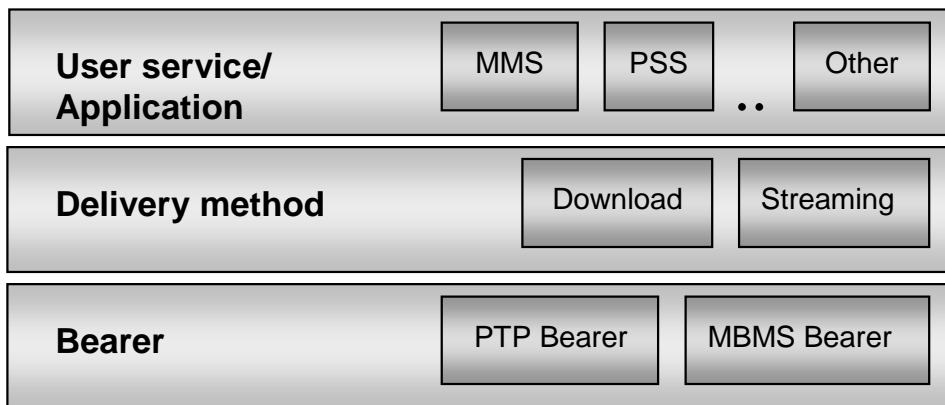 User service/
Application
MMS
PSS
..
Other
Delivery method
Download
Streaming
Bearer
PTP Bearer
MBMS Bearer